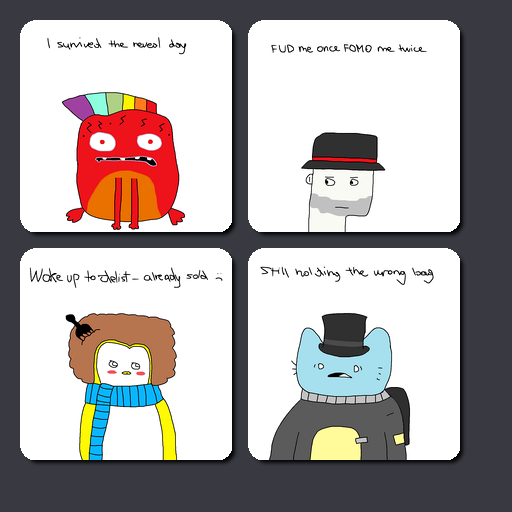 I survived the reveal day
FUD me once FOMO me twice
Woke up to delist - already sold :(
Still holding the wrong bag